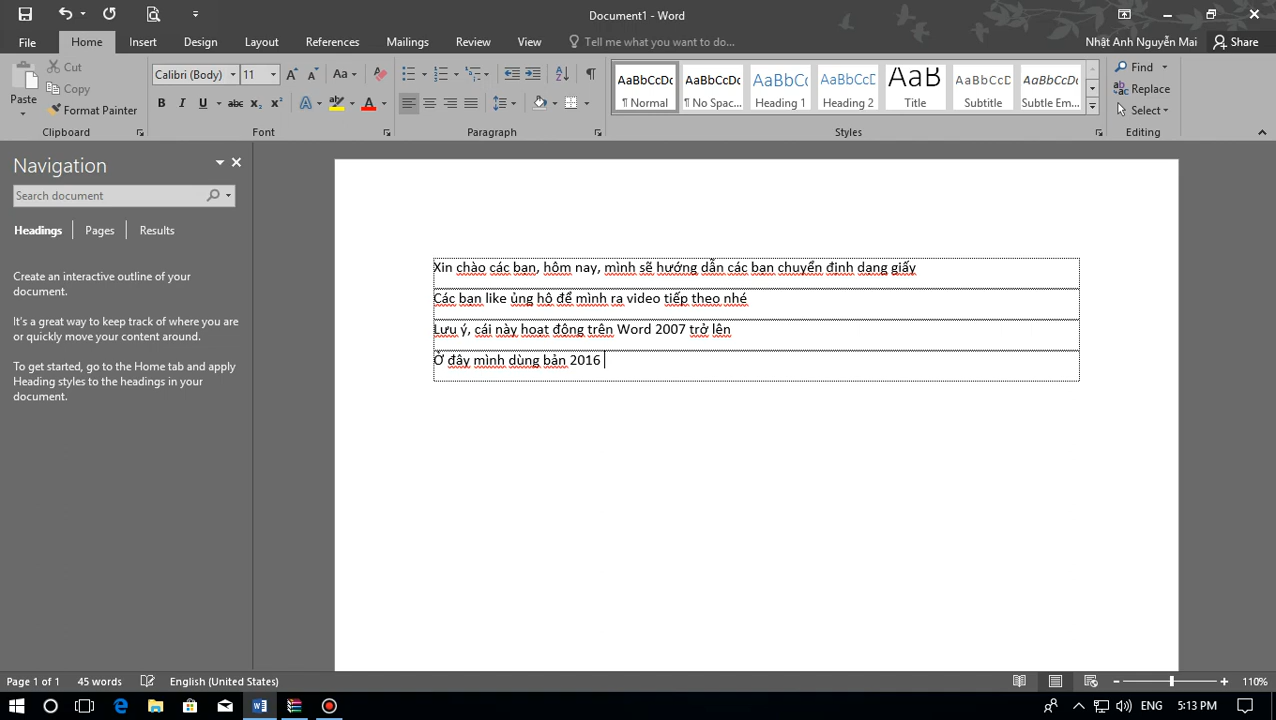 Document1 - Word
File Home Insert Design Layout References Mailings Review View Tell me what you want to do... Nhật Anh Nguyễn Mai Share
Paste Cut Copy Format Painter Clipboard
Calibri (Body) 11 Aa A
B I U abc x₂ x² A A Font
Paragraph
AaBbCcDc ¶ Normal
AaBbCcDc ¶ No Spac...
AaBbC Heading 1
AaBbCcE Heading 2
AaB Title
AaBbCcD Subtitle
AaBbCcDc Subtle Em...
Styles
Find
Replace
Select
Editing
Navigation
Search document
Headings Pages Results
Create an interactive outline of your
document.
It's a great way to keep track of where you are
or quickly move your content around.
To get started, go to the Home tab and apply
Heading styles to the headings in your
document.
Xin chào các bạn, hôm nay, mình sẽ hướng dẫn các bạn chuyển định dạng giấy
Các bạn like ủng hộ để mình ra video tiếp theo nhé
Lưu ý, cái này hoạt động trên Word 2007 trở lên
Ở đây mình dùng bản 2016
Page 1 of 1 45 words English (United States) 110%
ENG 5:13 PM